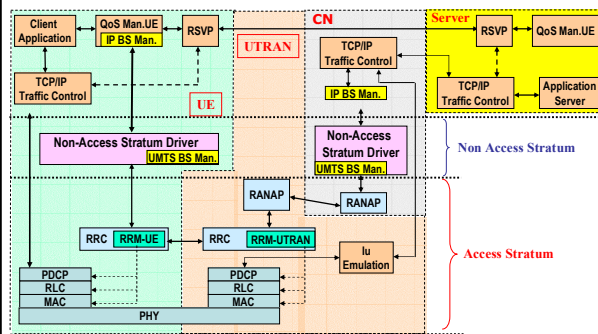 CN
Server
Client
Application
QoS Man.UE
IP BS Man.
RSVP
UTRAN
TCP/IP
Traffic Control
RSVP
QoS Man.UE
TCP/IP
Traffic Control
UE
IP BS Man.
TCP/IP
Traffic Control
Application
Server
Non-Access Stratum Driver
UMTS BS Man.
Non-Access
Stratum Driver
UMTS BS Man.
Non Access Stratum
RANAP
RANAP
RRC
RRM-UE
RRC
RRM-UTRAN
Iu
Emulation
Access Stratum
PDCP
RLC
MAC
PDCP
RLC
MAC
PHY